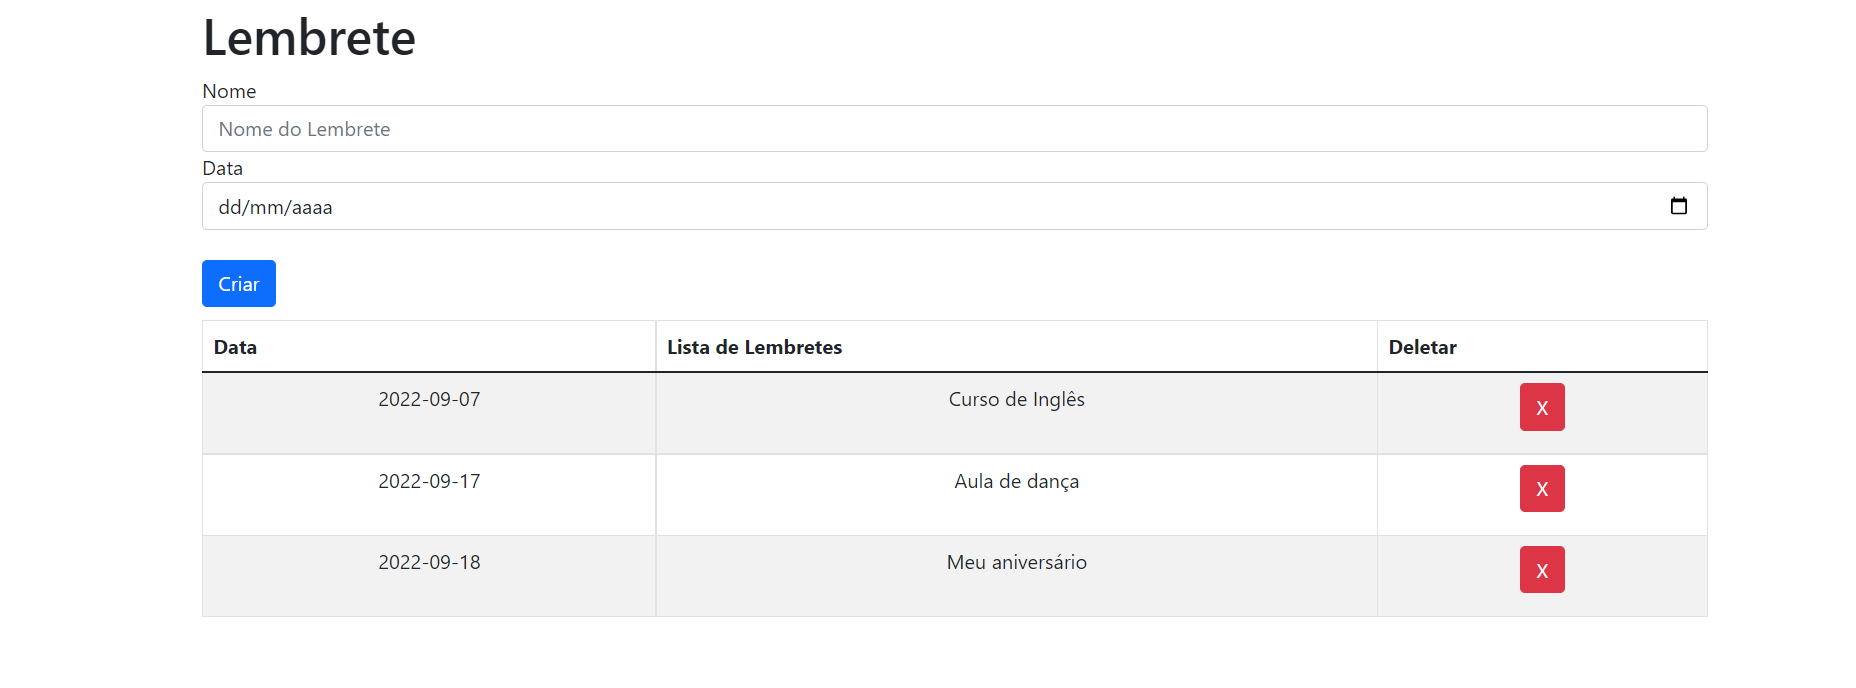 Lembrete
Nome
Nome do Lembrete
Data
dd/mm/aaaa
Criar
Data Lista de Lembretes Deletar
2022-09-07 Curso de Inglês X
2022-09-17 Aula de dança X
2022-09-18 Meu aniversário X